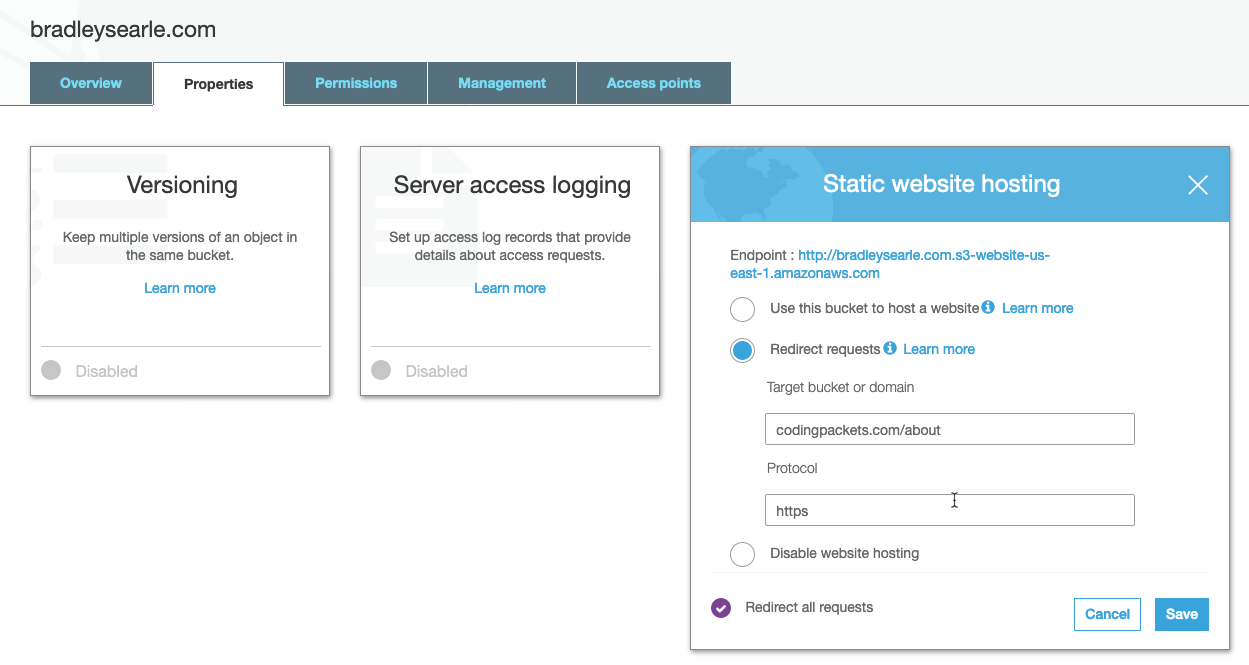 bradleysearle.com
Overview
Properties
Permissions
Management
Access points
Versioning
Keep multiple versions of an object in
the same bucket.
Learn more
Disabled
Server access logging
Set up access log records that provide
details about access requests.
Learn more
Disabled
Static website hosting
Endpoint : http://bradleysearle.com.s3-website-us-
east-1.amazonaws.com
Use this bucket to host a website Learn more
Redirect requests Learn more
Target bucket or domain
codingpackets.com/about
Protocol
https
Disable website hosting
Redirect all requests
Cancel
Save